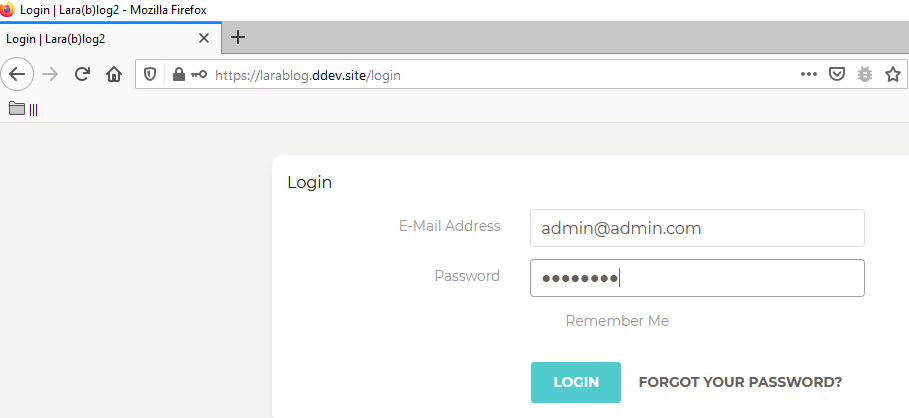 Login | Lara(b)log2 - Mozilla Firefox
Login | Lara(b)log2
https://larablog.ddev.site/login
|||
Login
E-Mail Address admin@admin.com
Password ●●●●●●●●
Remember Me
LOGIN FORGOT YOUR PASSWORD?